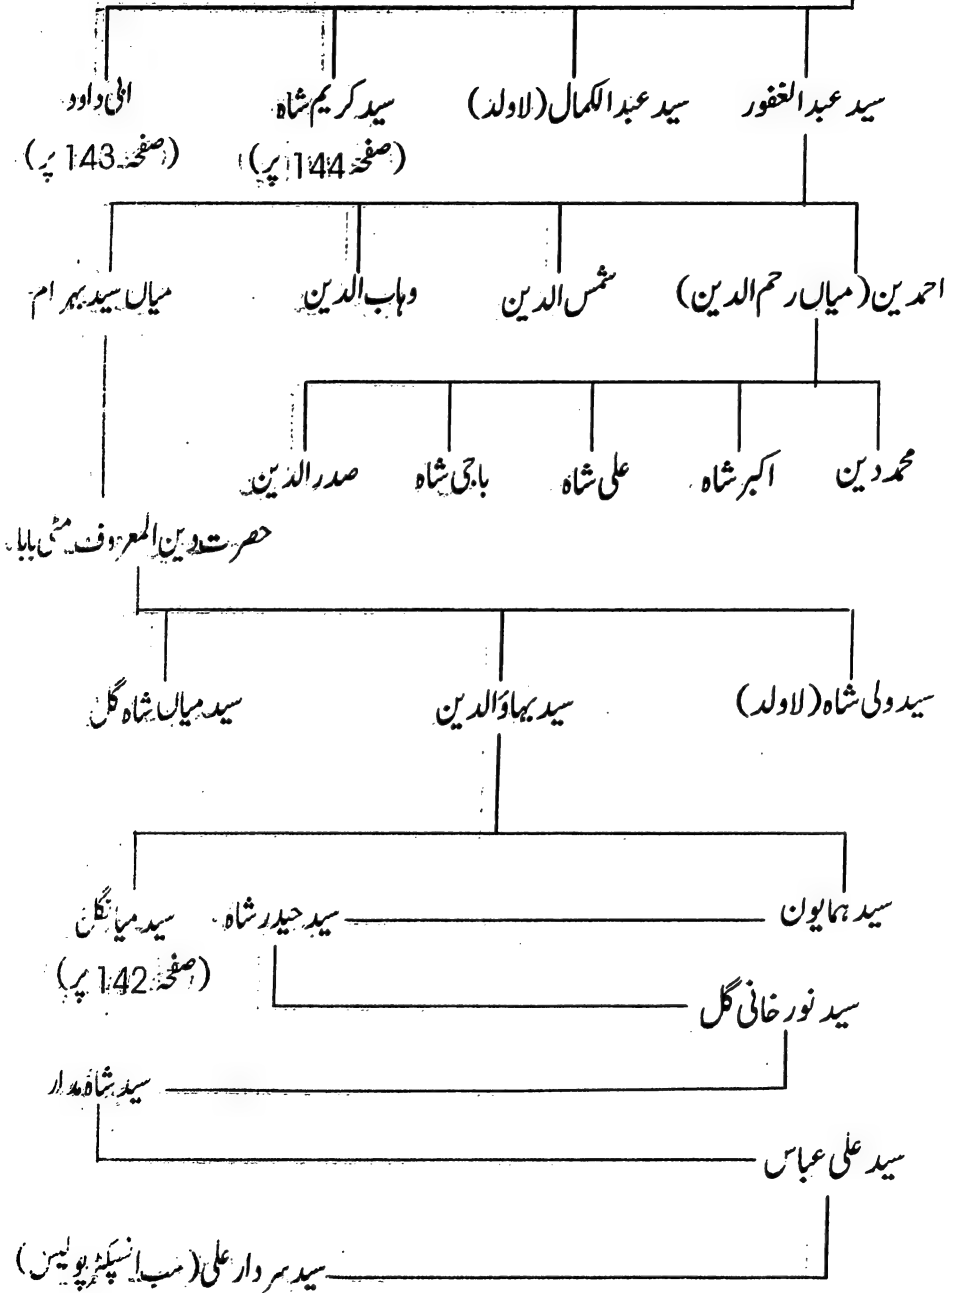 سید عبدالغفور سید عبدالکمال (لاولد) سید کریم شاہ ابی داود
(صفحہ 144 پر) (صفحہ 143 پر)
احمدین (میاں رحم الدین) شمس الدین وہاب الدین میاں سید بہرام
محمد دین اکبر شاہ علی شاہ باجی شاہ صدرالدین
حضرت دین المعروف مٹی بابا
سید ولی شاہ (لاولد) سید بہاؤالدین سید میاں شاہ گل
سید ہمایون سید حیدر شاہ سید میانگل
(صفحہ 142 پر)
سید نور خانی گل
سید شاہ مدار
سید علی عباس
سید سردار علی (سب انسپکٹر پولیس)